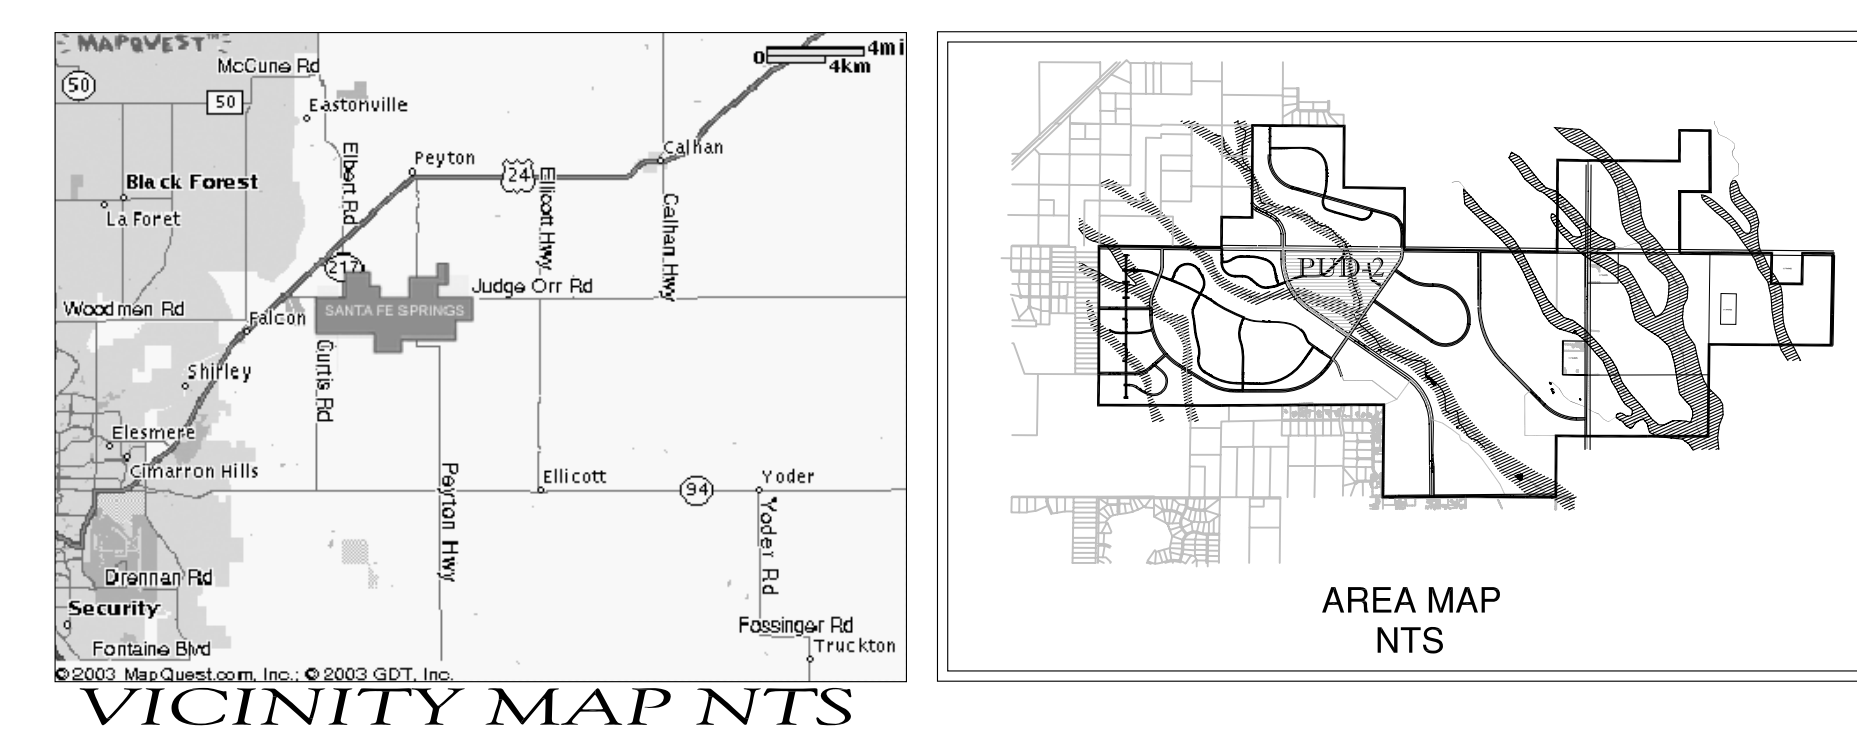 MAPQUEST™
0 4mi
4km
McCune Rd
50
50
Eastonville
Elbert Rd
Peyton
24
Ellicott Hwy
Calhan
Calham Hwy
Black Forest
La Foret
217
Judge Orr Rd
SANTA FE SPRINGS
Woodmen Rd
Falcon
Curtis Rd
Shirley
Elesmere
Cimarron Hills
Peyton Hwy
Ellicott
94
Yoder
Yoder Rd
Drennan Rd
Security
Fossinger Rd
Truckton
Fontaine Blvd
©2003 MapQuest.com, Inc.; ©2003 GDT, Inc.
VICINITY MAP NTS
PUD-2
AREA MAP
NTS